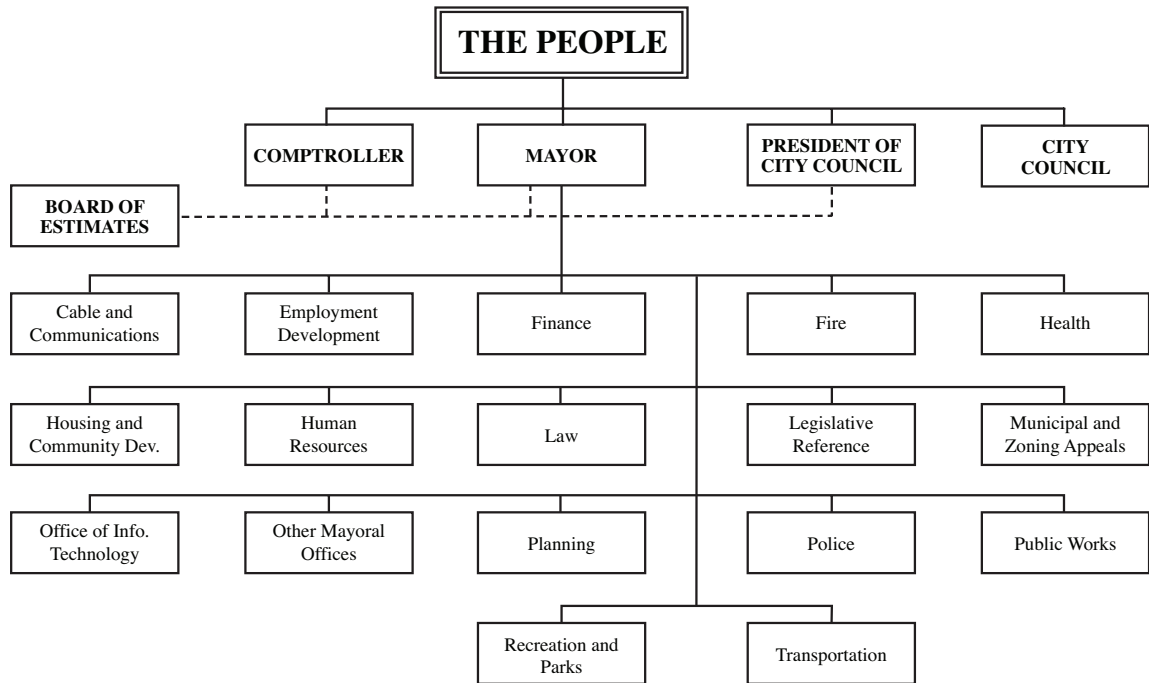 THE PEOPLE
COMPTROLLER
MAYOR
PRESIDENT OF
CITY COUNCIL
CITY
COUNCIL
BOARD OF
ESTIMATES
Cable and
Communications
Employment
Development
Finance
Fire
Health
Housing and
Community Dev.
Human
Resources
Law
Legislative
Reference
Municipal and
Zoning Appeals
Office of Info.
Technology
Other Mayoral
Offices
Planning
Police
Public Works
Recreation and
Parks
Transportation